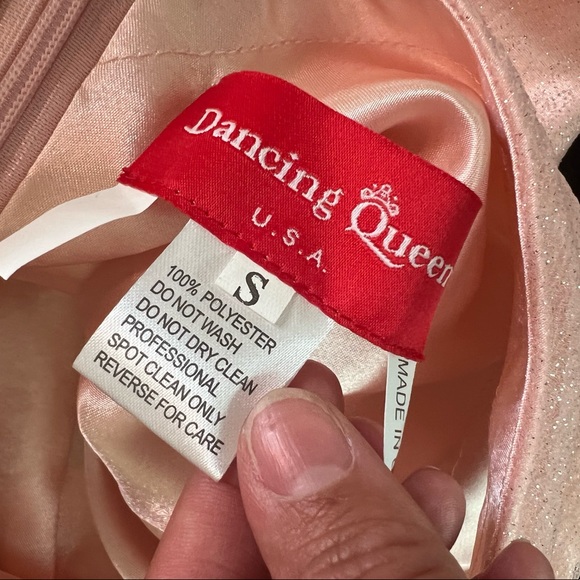 Dancing Queen
U.S.A.
S
100% POLYESTER
DO NOT WASH
DO NOT DRY CLEAN
PROFESSIONAL
SPOT CLEAN ONLY
REVERSE FOR CARE
MADE IN